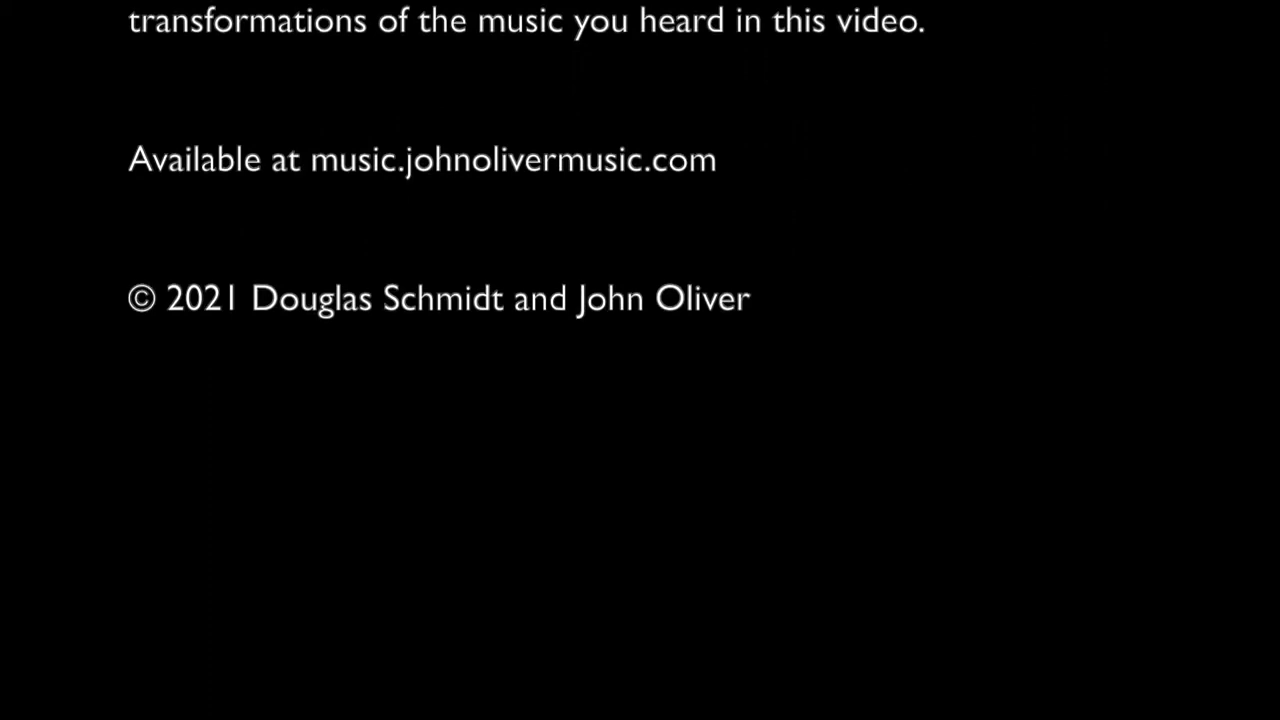 transformations of the music you heard in this video.
Available at music.johnolivermusic.com
© 2021 Douglas Schmidt and John Oliver